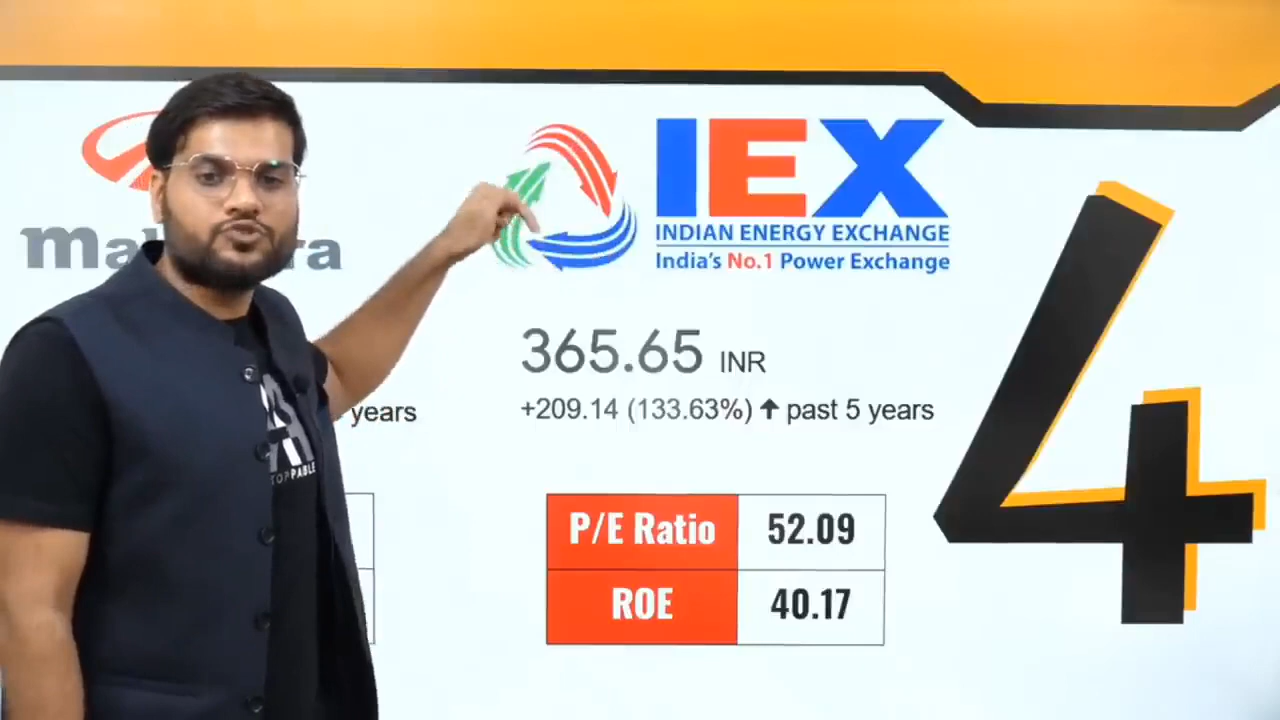 IEX
INDIAN ENERGY EXCHANGE
India's No.1 Power Exchange
365.65 INR
years
+209.14 (133.63%) ↑ past 5 years
P/E Ratio 52.09
ROE 40.17
4